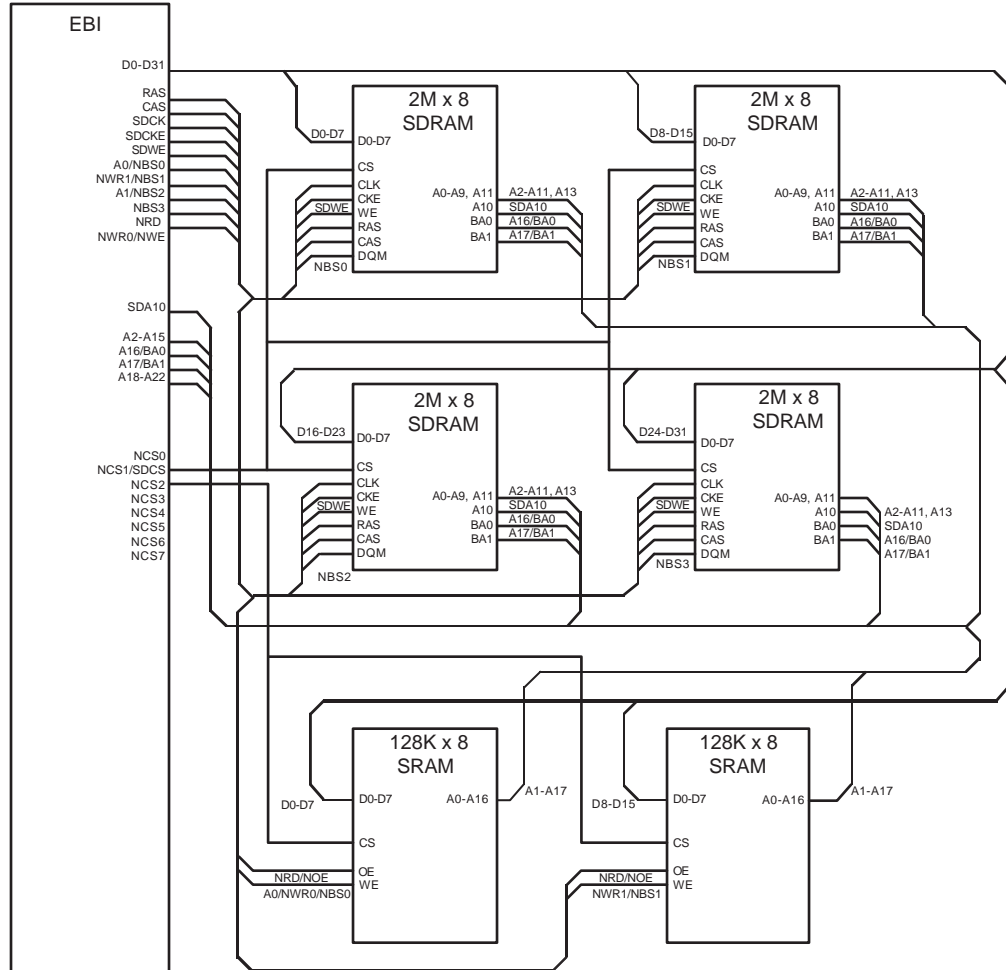 EBI
D0-D31
RAS
CAS
SDCK
SDCKE
SDWE
A0/NBS0
NWR1/NBS1
A1/NBS2
NBS3
NRD
NWR0/NWE
SDA10
A2-A15
A16/BA0
A17/BA1
A18-A22
NCS0
NCS1/SDCS
NCS2
NCS3
NCS4
NCS5
NCS6
NCS7
2M x 8
SDRAM
D0-D7
D0-D7
CS
CLK
CKE
SDWE
WE
RAS
CAS
DQM
NBS0
A0-A9, A11
A10
BA0
BA1
A2-A11, A13
SDA10
A16/BA0
A17/BA1
2M x 8
SDRAM
D8-D15
D0-D7
CS
CLK
CKE
SDWE
WE
RAS
CAS
DQM
NBS1
A0-A9, A11
A10
BA0
BA1
A2-A11, A13
SDA10
A16/BA0
A17/BA1
2M x 8
SDRAM
D16-D23
D0-D7
CS
CLK
CKE
SDWE
WE
RAS
CAS
DQM
NBS2
A0-A9, A11
A10
BA0
BA1
A2-A11, A13
SDA10
A16/BA0
A17/BA1
2M x 8
SDRAM
D24-D31
D0-D7
CS
CLK
CKE
SDWE
WE
RAS
CAS
DQM
NBS3
A0-A9, A11
A10
BA0
BA1
A2-A11, A13
SDA10
A16/BA0
A17/BA1
128K x 8
SRAM
D0-D7
D0-D7
A0-A16
A1-A17
CS
OE
NRD/NOE
WE
A0/NWR0/NBS0
128K x 8
SRAM
D8-D15
D0-D7
A0-A16
A1-A17
CS
OE
NRD/NOE
WE
NWR1/NBS1